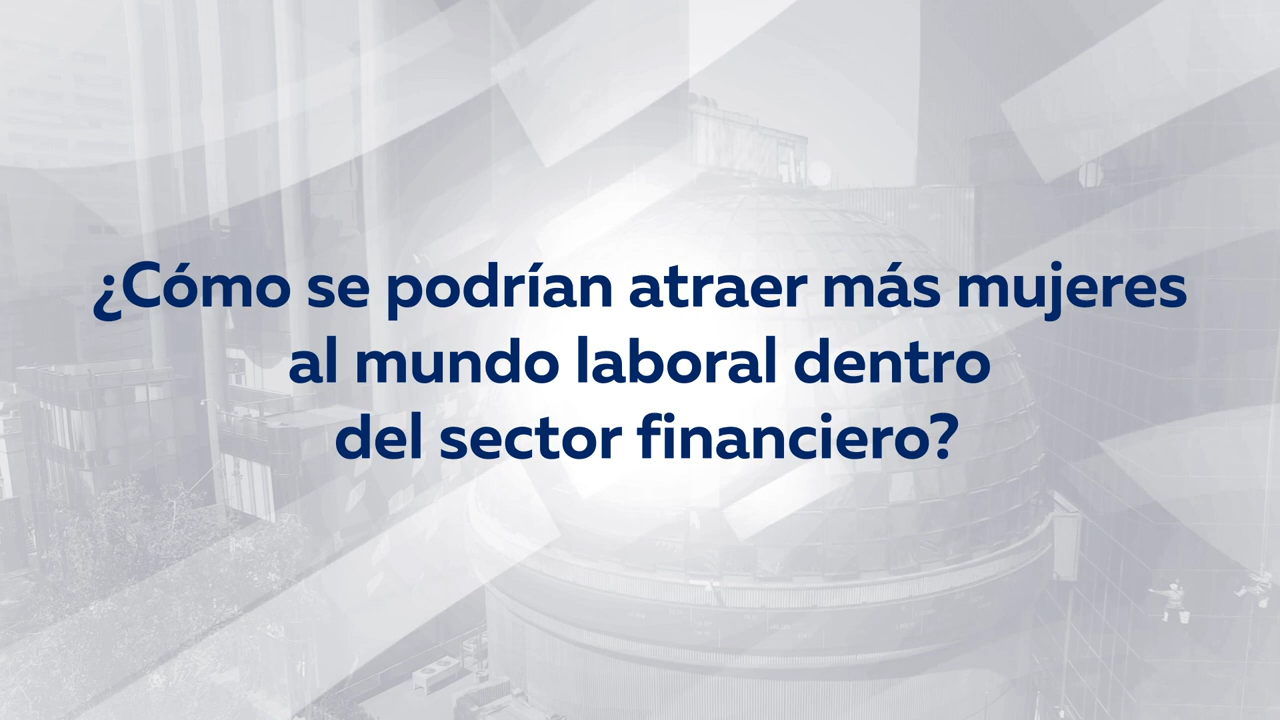 ¿Cómo se podrían atraer más mujeres
al mundo laboral dentro
del sector financiero?